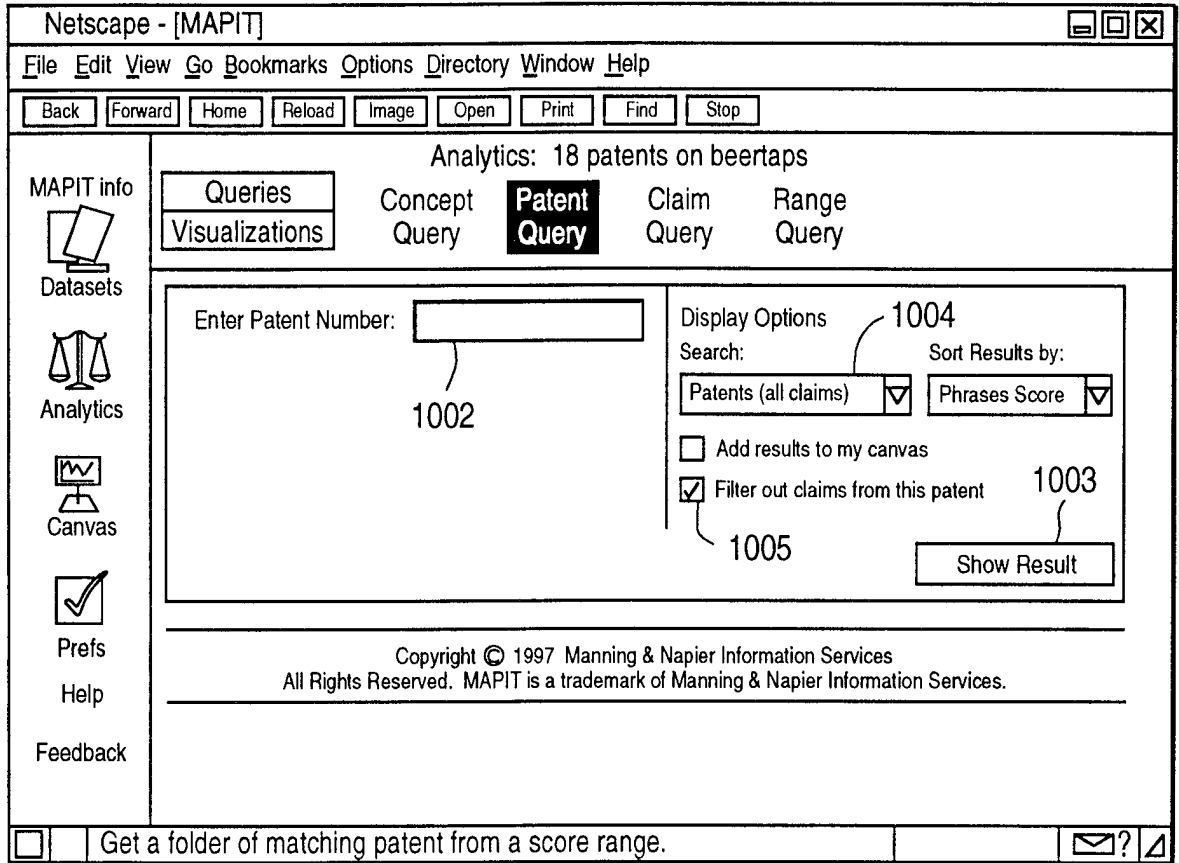 Netscape - [MAPIT]
File Edit View Go Bookmarks Options Directory Window Help
Back Forward Home Reload Image Open Print Find Stop
MAPIT info
Datasets
Analytics
Canvas
Prefs
Help
Feedback
Analytics: 18 patents on beertaps
Queries
Visualizations
Concept
Query
Patent
Query
Claim
Query
Range
Query
Enter Patent Number:
1002
Display Options
1004
Search:
Sort Results by:
Patents (all claims)
Phrases Score
Add results to my canvas
Filter out claims from this patent
1003
1005
Show Result
Copyright © 1997 Manning & Napier Information Services
All Rights Reserved. MAPIT is a trademark of Manning & Napier Information Services.
Get a folder of matching patent from a score range.
?